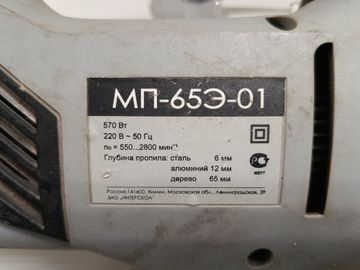 МП-65Э-01
570 Вт
220 В ~ 50 Гц
n₀ = 550...2800 мин⁻¹
Глубина пропила: сталь 6 мм
алюминий 12 мм
дерево 65 мм
Россия,141400, Химки, Московская обл., Ленинградская, 29
ЗАО „ИНТЕРСКОЛ"